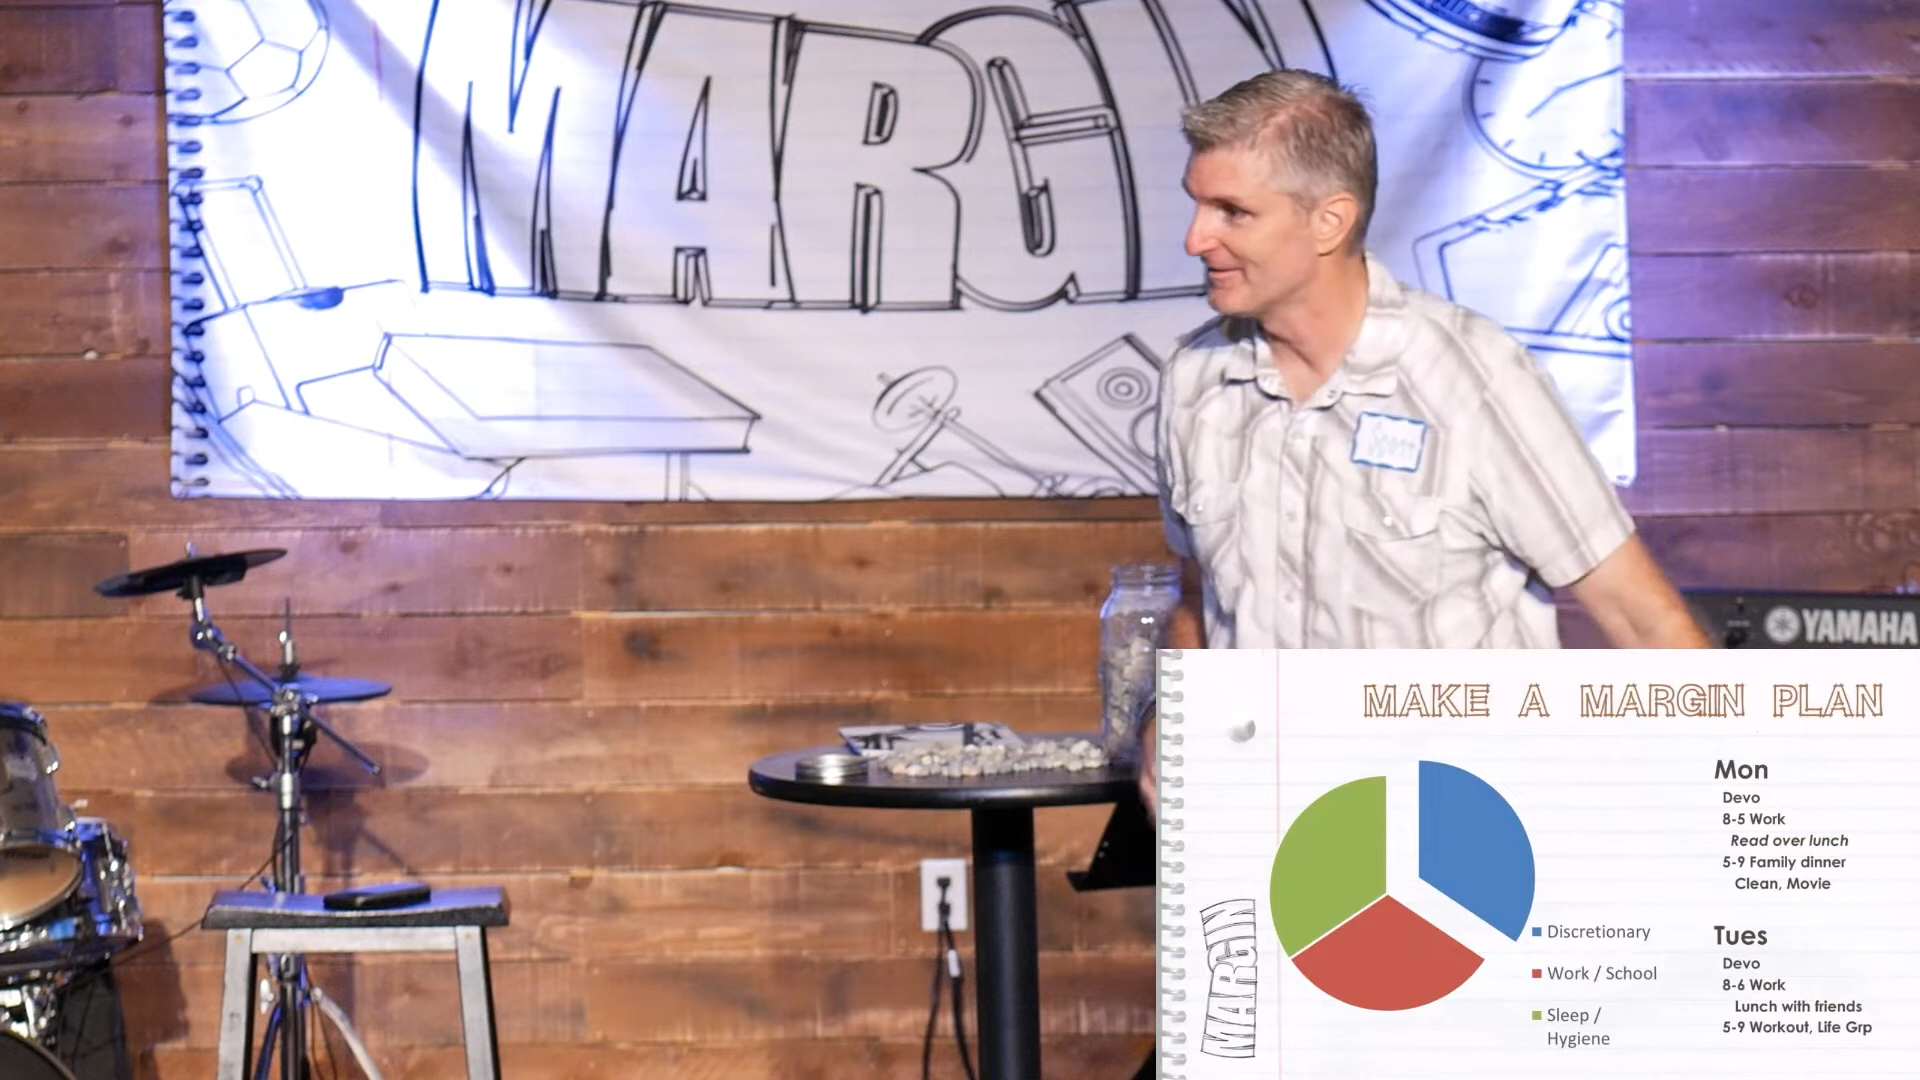 MARGIN
Scott
YAMAHA
MAKE A MARGIN PLAN
Mon
Devo
8-5 Work
Read over lunch
5-9 Family dinner
Clean, Movie
Discretionary
Work / School
Sleep /
Hygiene
Tues
Devo
8-6 Work
Lunch with friends
5-9 Workout, Life Grp
MARGIN